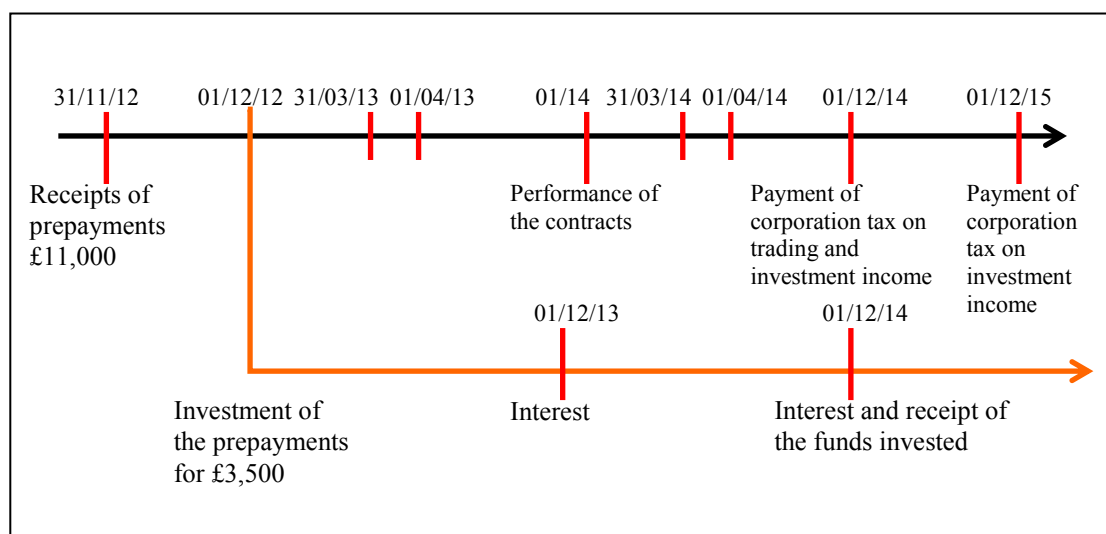 31/11/12 01/12/12 31/03/13 01/04/13 01/14 31/03/14 01/04/14 01/12/14 01/12/15
Receipts of
prepayments
£11,000
Performance of
the contracts
Payment of
corporation tax on
trading and
investment income
Payment of
corporation
tax on
investment
income
01/12/13 01/12/14
Investment of
the prepayments
for £3,500
Interest
Interest and receipt of
the funds invested